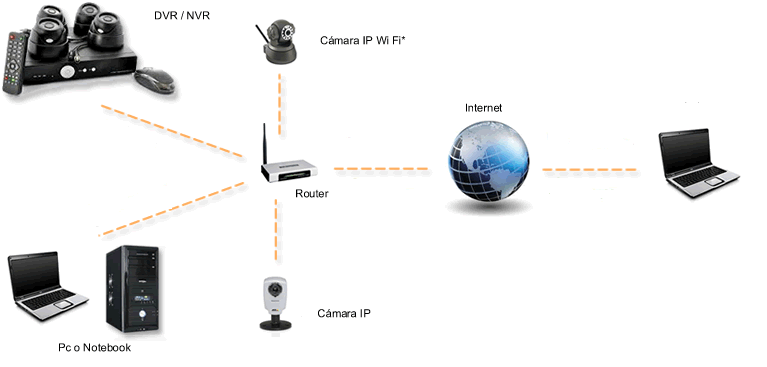 DVR / NVR
Cámara IP Wi Fi*
Internet
Router
Cámara IP
Pc o Notebook